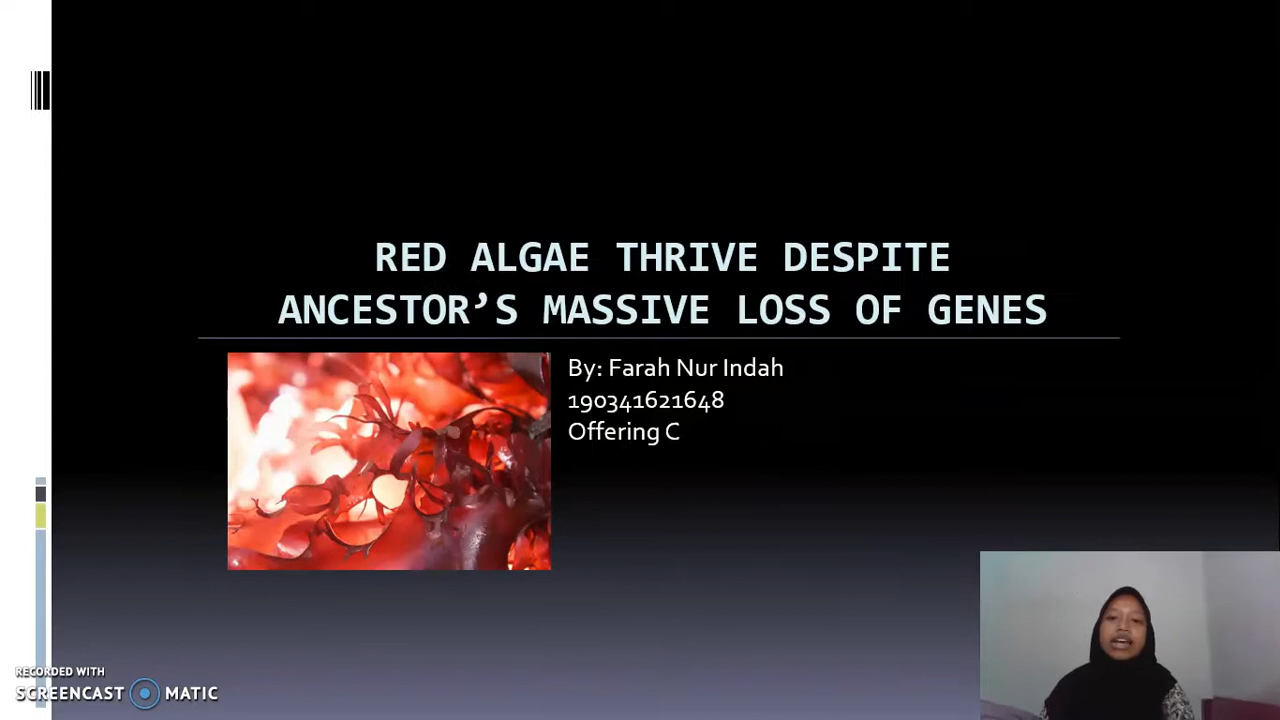 RED ALGAE THRIVE DESPITE
ANCESTOR’S MASSIVE LOSS OF GENES
By: Farah Nur Indah
190341621648
Offering C
RECORDED WITH
SCREENCAST MATIC